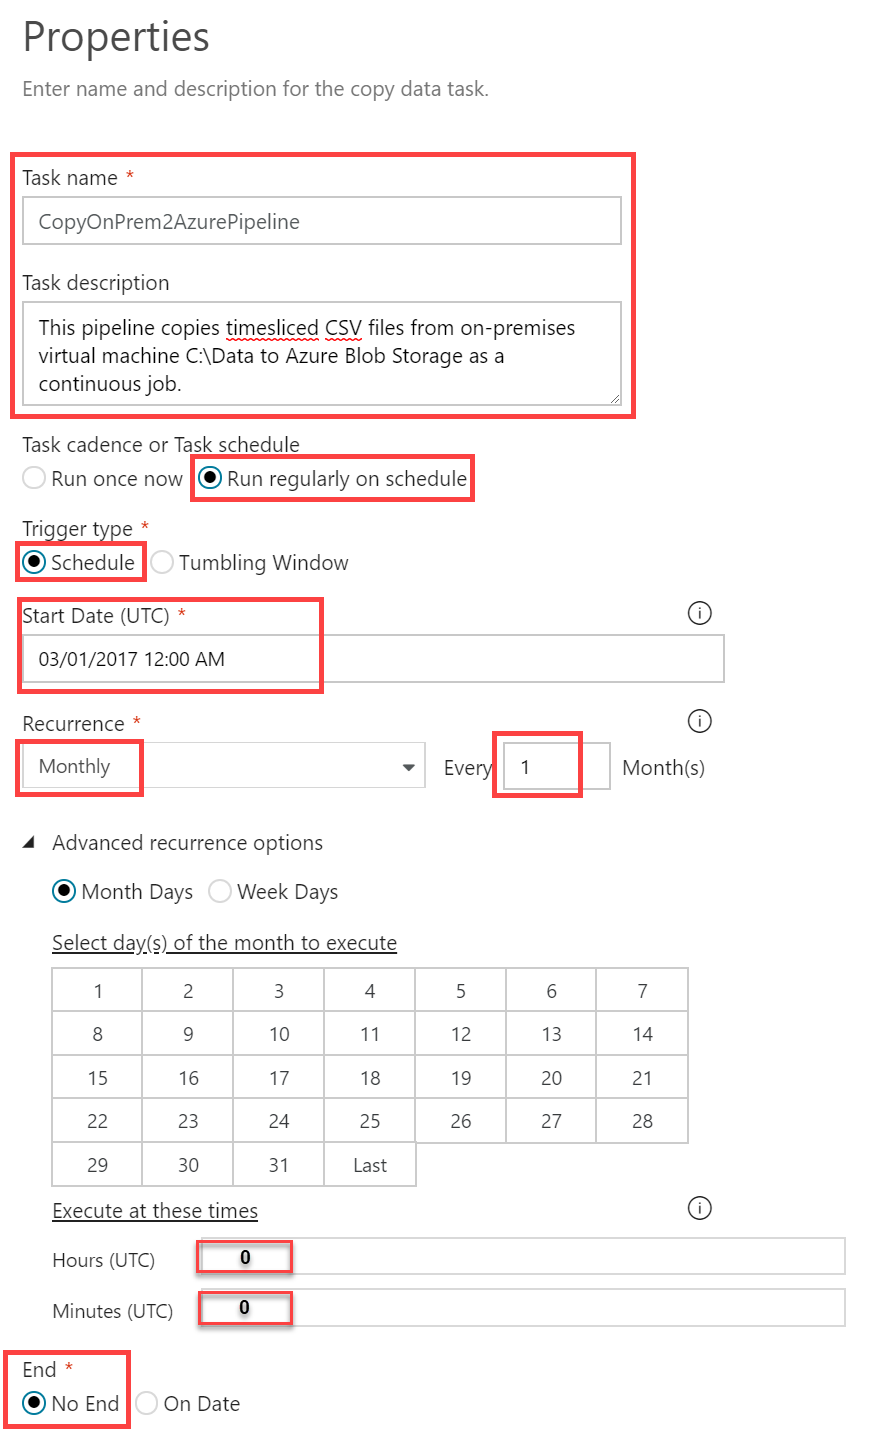 Properties
Enter name and description for the copy data task.
Task name *
CopyOnPrem2AzurePipeline
Task description
This pipeline copies timesliced CSV files from on-premises
virtual machine C:\Data to Azure Blob Storage as a
continuous job.
Task cadence or Task schedule
Run once now Run regularly on schedule
Trigger type *
Schedule Tumbling Window
Start Date (UTC) *
03/01/2017 12:00 AM
Recurrence *
Monthly Every 1 Month(s)
Advanced recurrence options
Month Days Week Days
Select day(s) of the month to execute
1 2 3 4 5 6 7
8 9 10 11 12 13 14
15 16 17 18 19 20 21
22 23 24 25 26 27 28
29 30 31 Last
Execute at these times
Hours (UTC) 0
Minutes (UTC) 0
End *
No End On Date